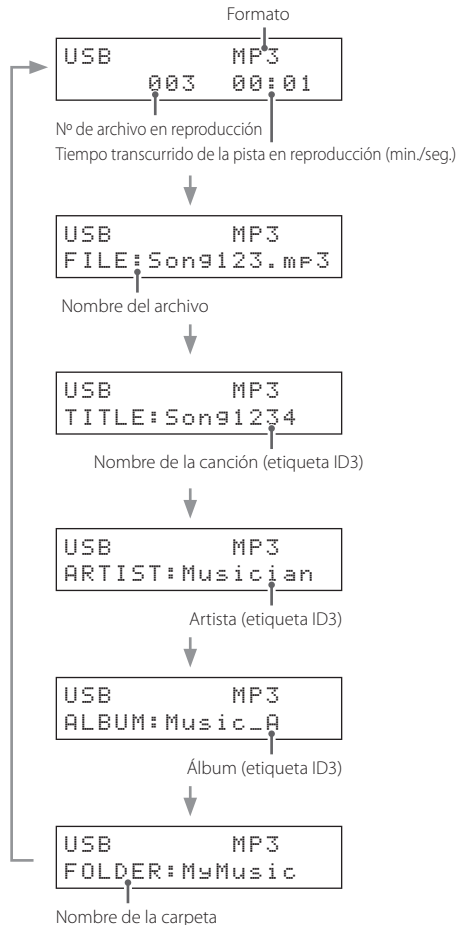 Formato
USB MP3
003 00:01
Nº de archivo en reproducción
Tiempo transcurrido de la pista en reproducción (min./seg.)
USB MP3
FILE:Song123.mp3
Nombre del archivo
USB MP3
TITLE:Song1234
Nombre de la canción (etiqueta ID3)
USB MP3
ARTIST:Musician
Artista (etiqueta ID3)
USB MP3
ALBUM:Music_A
Álbum (etiqueta ID3)
USB MP3
FOLDER:MyMusic
Nombre de la carpeta